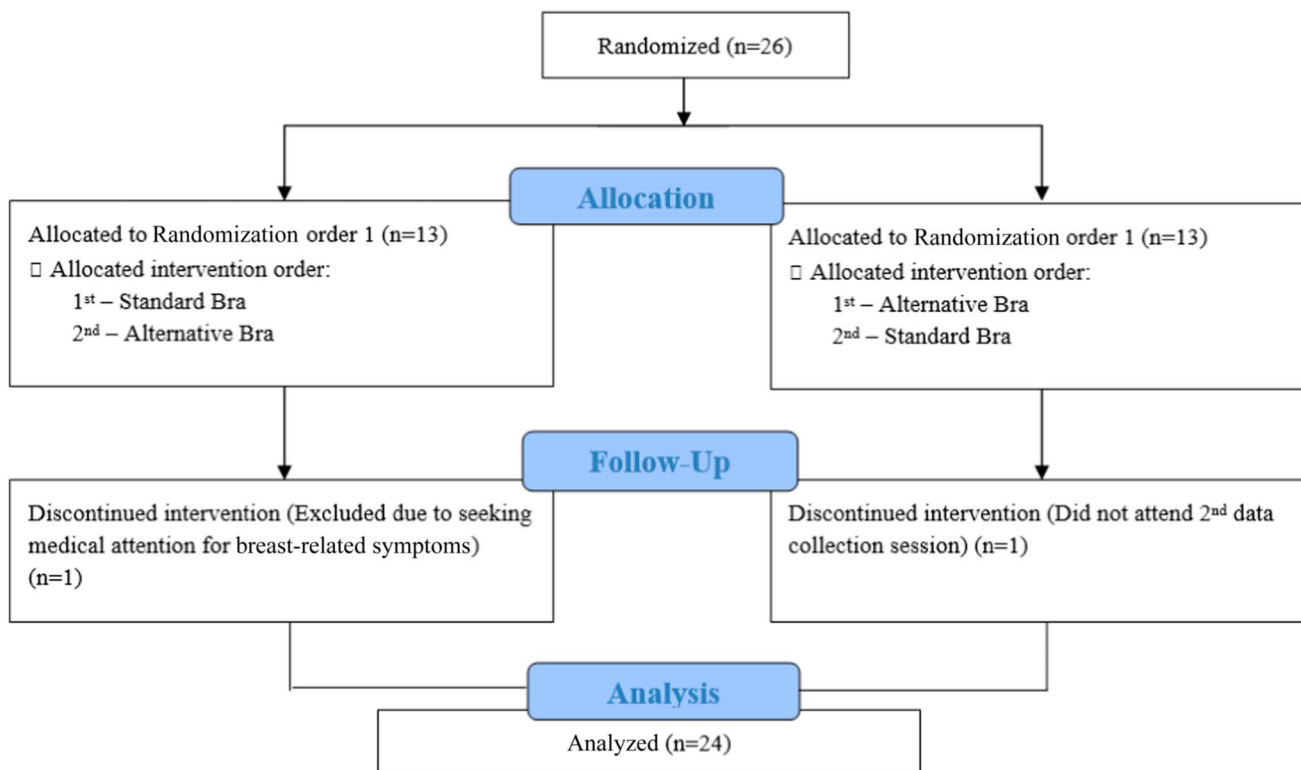 Randomized (n=26)
Allocation
Allocated to Randomization order 1 (n=13)
▯ Allocated intervention order:
1st – Standard Bra
2nd – Alternative Bra
Allocated to Randomization order 1 (n=13)
▯ Allocated intervention order:
1st – Alternative Bra
2nd – Standard Bra
Follow-Up
Discontinued intervention (Excluded due to seeking
medical attention for breast-related symptoms)
(n=1)
Discontinued intervention (Did not attend 2nd data
collection session) (n=1)
Analysis
Analyzed (n=24)